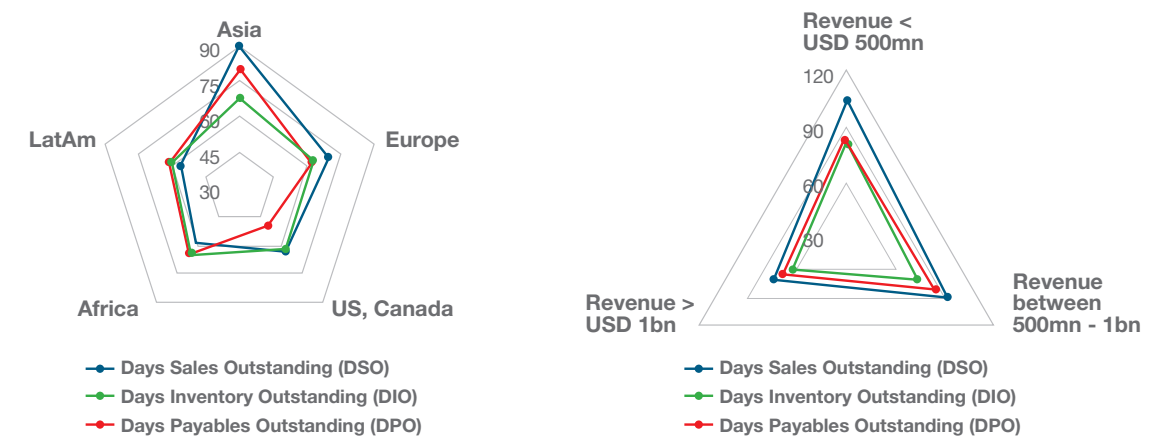 Asia
90
75
60
45
30
LatAm
Europe
Africa
US, Canada
Days Sales Outstanding (DSO)
Days Inventory Outstanding (DIO)
Days Payables Outstanding (DPO)
Revenue <
USD 500mn
120
90
60
30
Revenue >
USD 1bn
Revenue
between
500mn - 1bn
Days Sales Outstanding (DSO)
Days Inventory Outstanding (DIO)
Days Payables Outstanding (DPO)